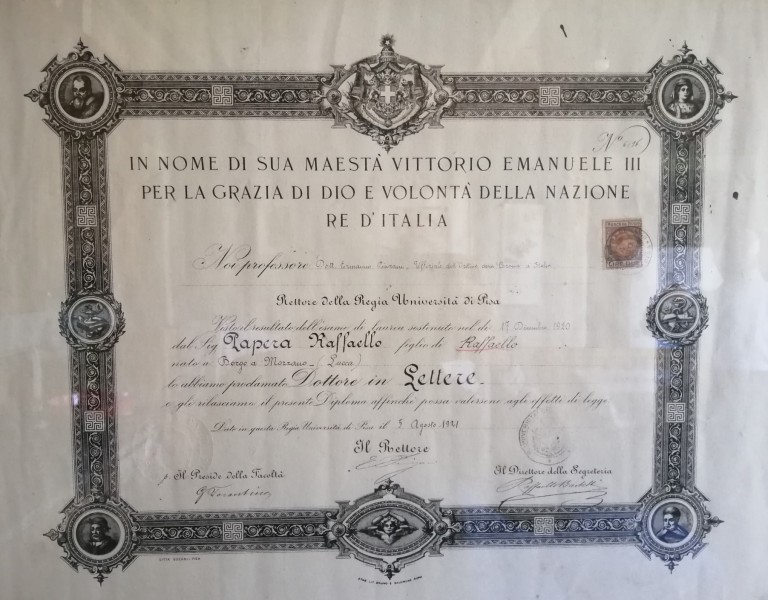 IN NOME DI SUA MAESTÀ VITTORIO EMANUELE III
PER LA GRAZIA DI DIO E VOLONTÀ DELLA NAZIONE
RE D'ITALIA
Noi professore
Rettore della Regia Università di Pisa
Visto il resultato dell'esame di laurea sostenuto nel dì 17 Dicembre 1920
dal Sig. Papera Raffaello figlio di Raffaello
nato a Borgo a Mozzano - (Lucca)
lo abbiamo proclamato Dottore in Lettere
e gli rilasciamo il presente Diploma affinchè possa valersene agli effetti di legge
Dato in questa Regia Università di Pisa il 5 Agosto 1921
Il Rettore
p. Il Preside della Facoltà
Il Direttore della Segreteria